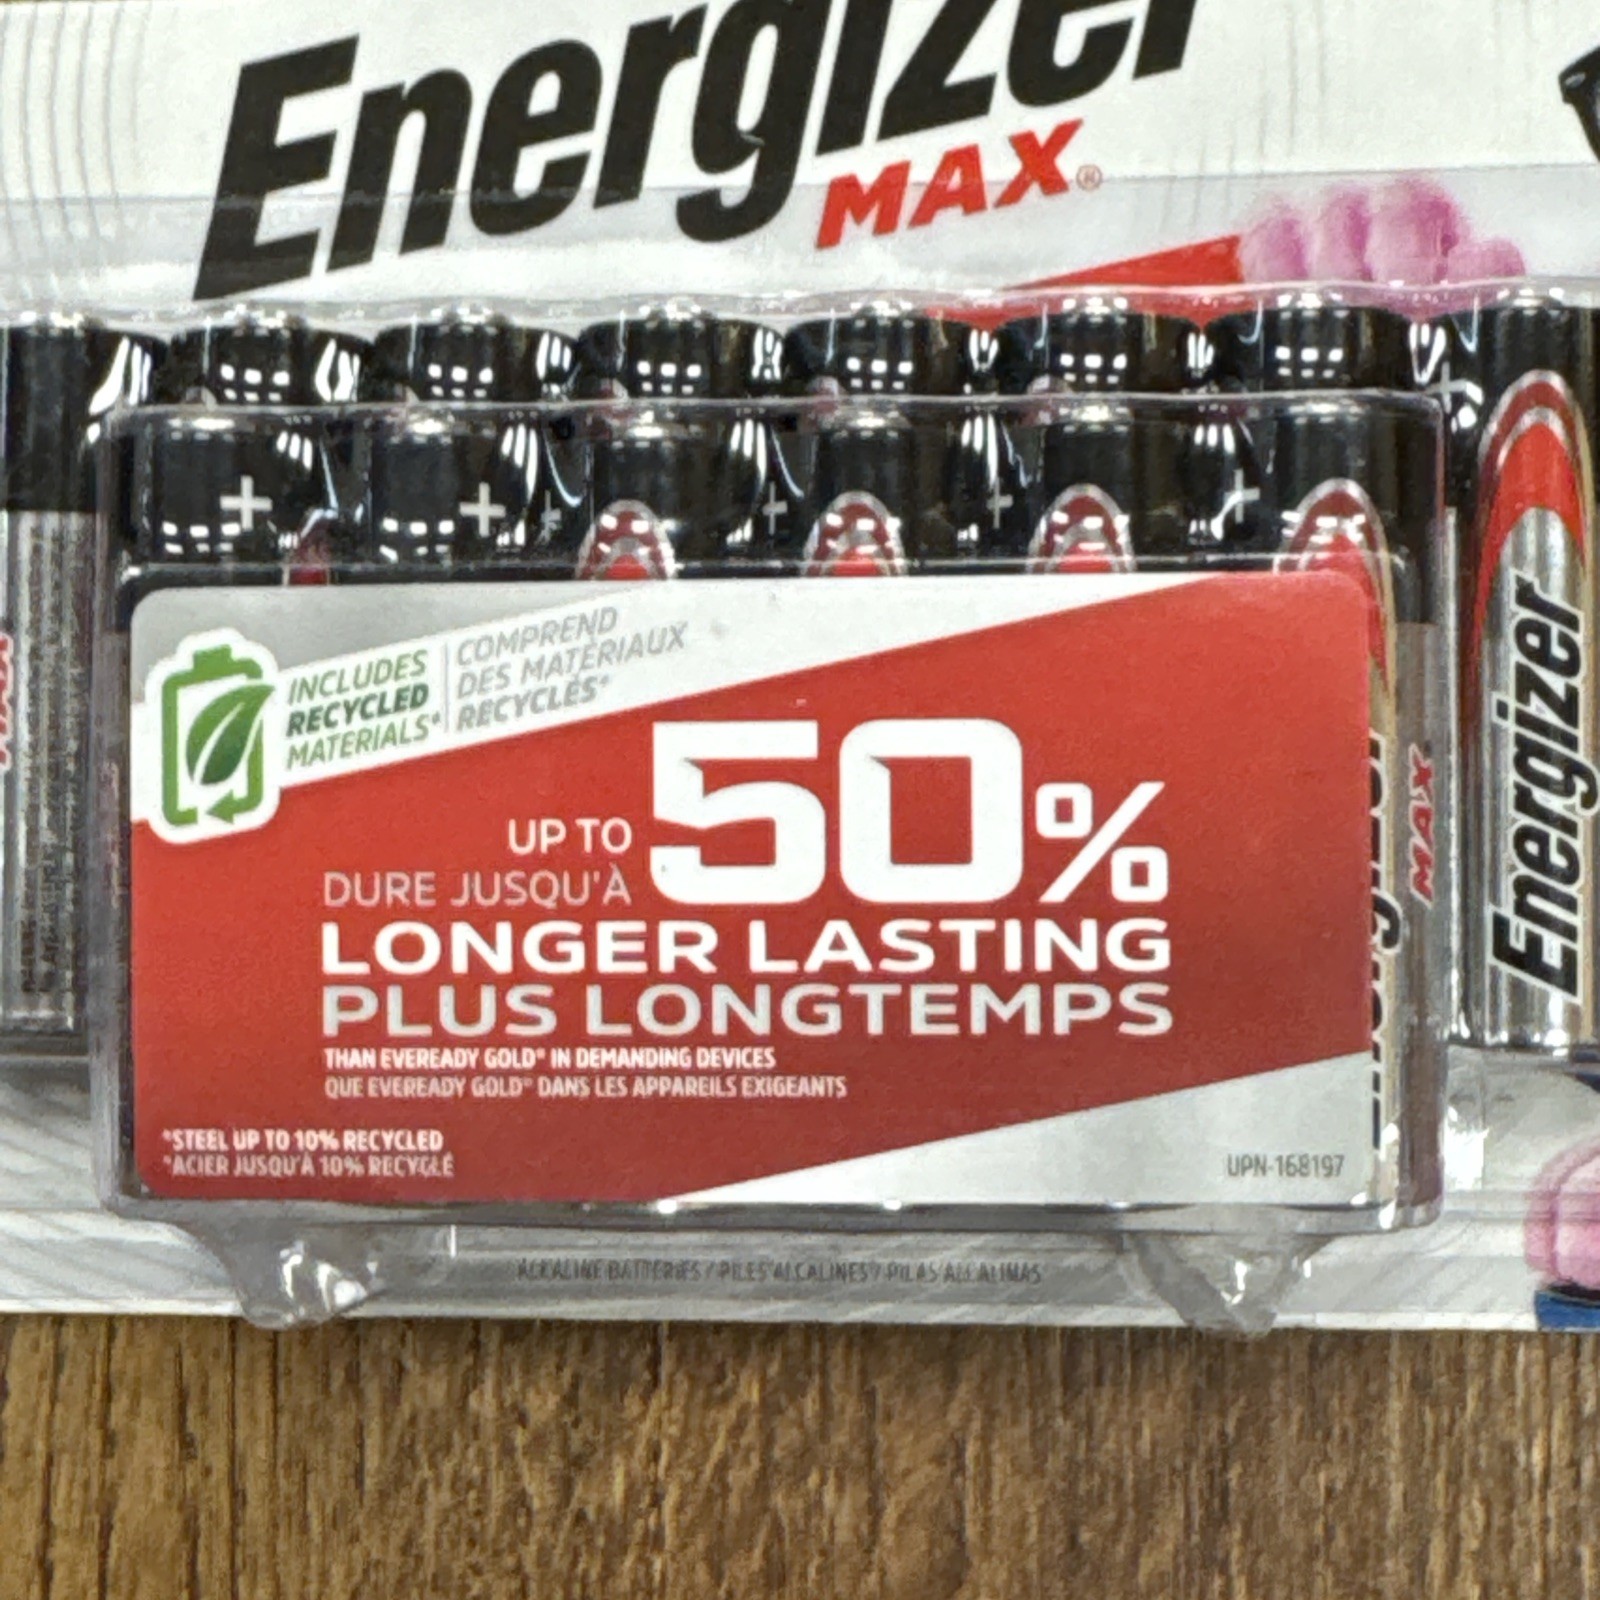 Energizer
MAX®
INCLUDES
RECYCLED
MATERIALS*
COMPREND
DES MATÉRIAUX
RECYCLÉS*
UP TO
DURE JUSQU'À
50%
LONGER LASTING
PLUS LONGTEMPS
THAN EVEREADY GOLD® IN DEMANDING DEVICES
QUE EVEREADY GOLD® DANS LES APPAREILS EXIGEANTS
*STEEL UP TO 10% RECYCLED
*ACIER JUSQU'À 10% RECYCLÉ
UPN-168197
ALKALINE BATTERIES / PILES ALCALINES / PILAS ALCALINAS
Energizer
MAX
Energizer
MAX